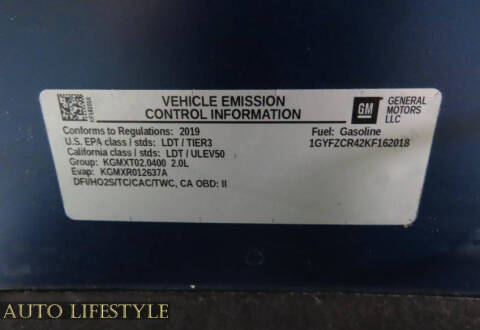 VEHICLE EMISSION
CONTROL INFORMATION
GM
GENERAL
MOTORS
LLC
Conforms to Regulations: 2019
U.S. EPA class / stds: LDT / TIER3
California class / stds: LDT / ULEV50
Group: KGMXT02.0400 2.0L
Evap: KGMXR012637A
DFI/HO2S/TC/CAC/TWC, CA OBD: II
Fuel: Gasoline
1GYFZCR42KF162018
AUTO LIFESTYLE